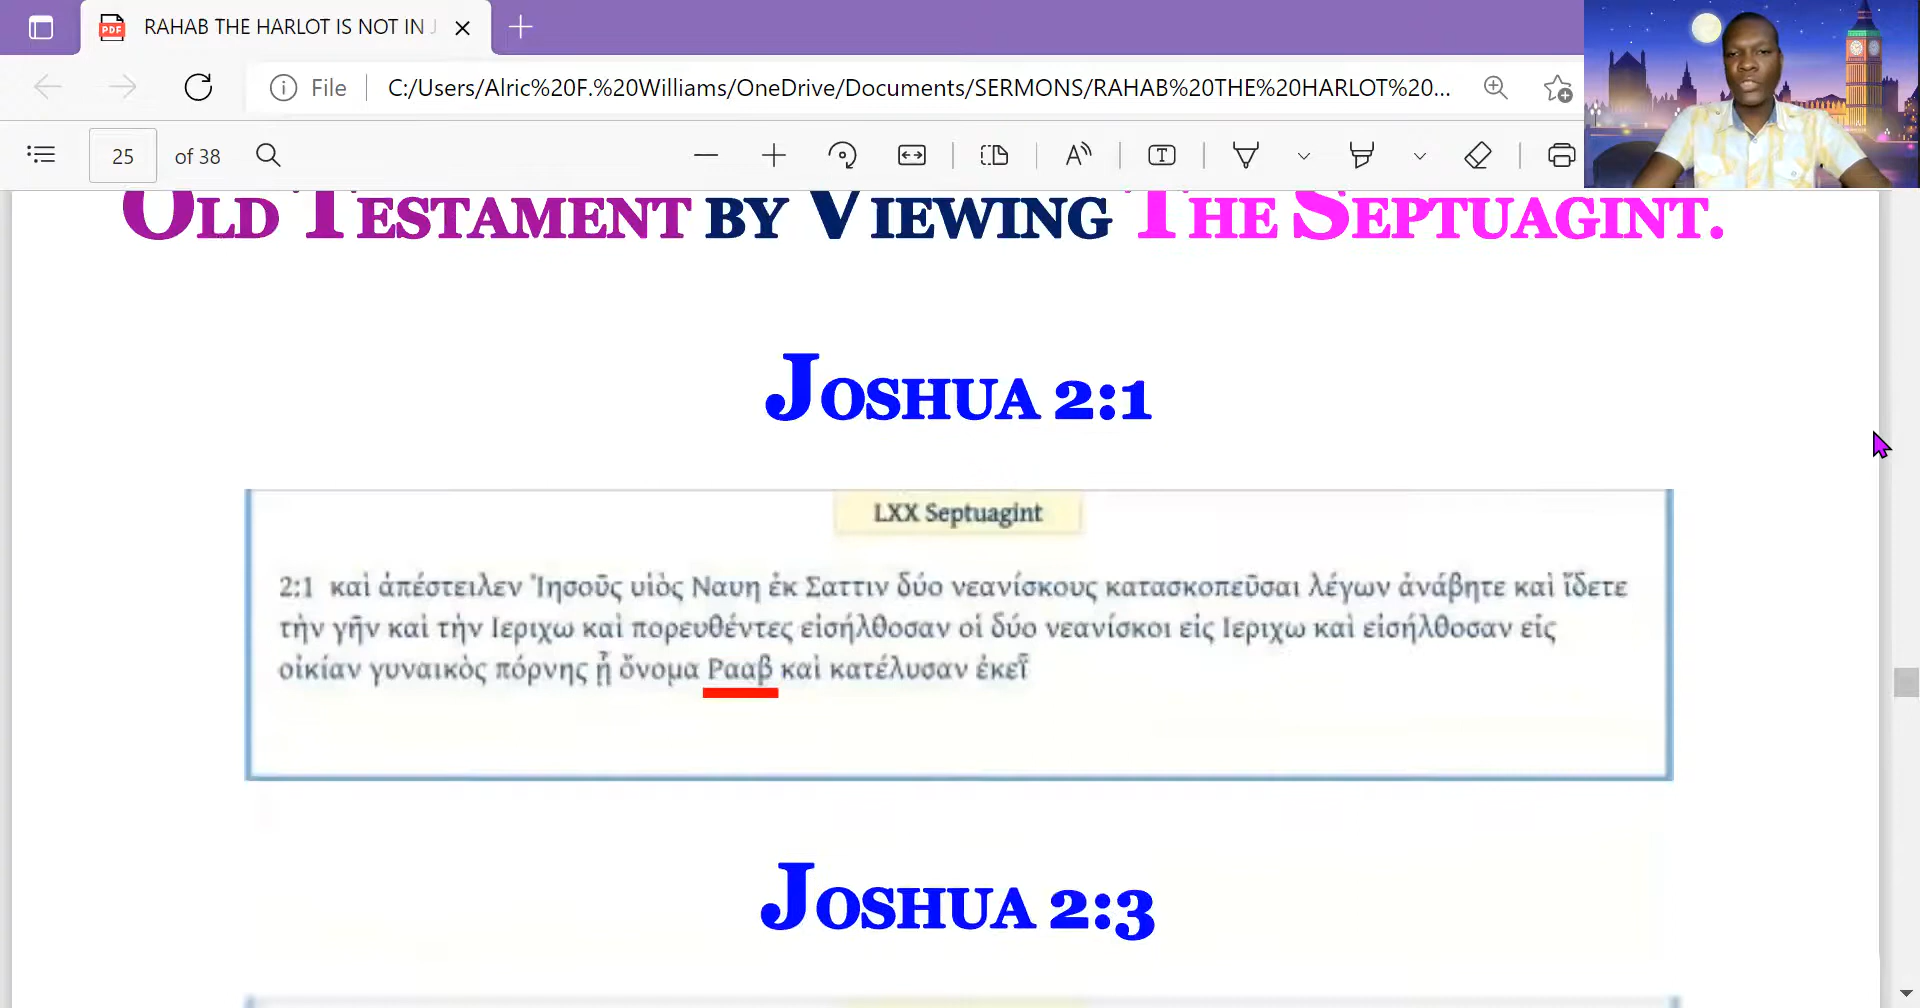 RAHAB THE HARLOT IS NOT IN J
File
C:/Users/Alric%20F.%20Williams/OneDrive/Documents/SERMONS/RAHAB%20THE%20HARLOT%20...
25 of 38
OLD TESTAMENT BY VIEWING THE SEPTUAGINT.
JOSHUA 2:1
LXX Septuagint
2:1 καὶ ἀπέστειλεν Ἰησοῦς υἱὸς Ναυη ἐκ Σαττιν δύο νεανίσκους κατασκοπεῦσαι λέγων ἀνάβητε καὶ ἴδετε
τὴν γῆν καὶ τὴν Ιεριχω καὶ πορευθέντες εἰσήλθοσαν οἱ δύο νεανίσκοι εἰς Ιεριχω καὶ εἰσήλθοσαν εἰς
οἰκίαν γυναικὸς πόρνης ᾗ ὄνομα Ρααβ καὶ κατέλυσαν ἐκεῖ
JOSHUA 2:3